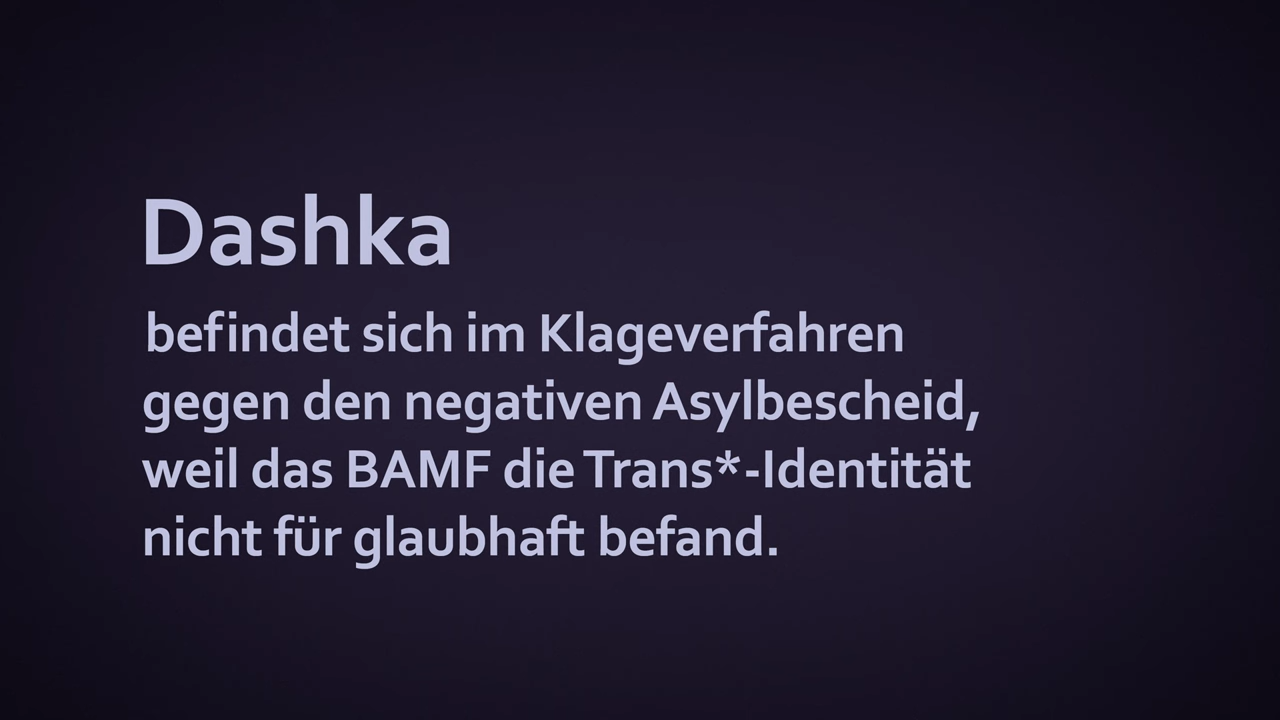 Dashka
befindet sich im Klageverfahren
gegen den negativen Asylbescheid,
weil das BAMF die Trans*-Identität
nicht für glaubhaft befand.